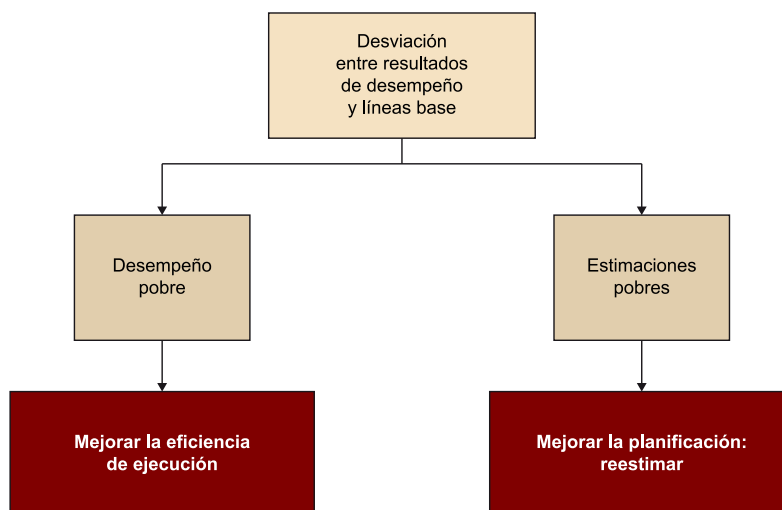 Desviación
entre resultados
de desempeño
y líneas base
Desempeño
pobre
Estimaciones
pobres
Mejorar la eficiencia
de ejecución
Mejorar la planificación:
reestimar